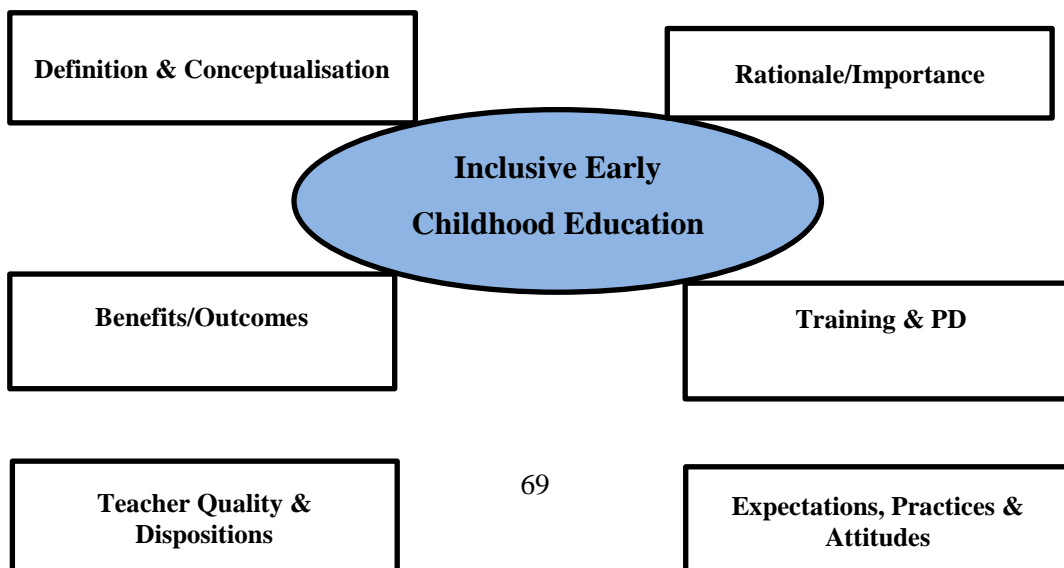 Definition & Conceptualisation
Rationale/Importance
Inclusive Early
Childhood Education
Benefits/Outcomes
Training & PD
Teacher Quality &
Dispositions
69
Expectations, Practices &
Attitudes